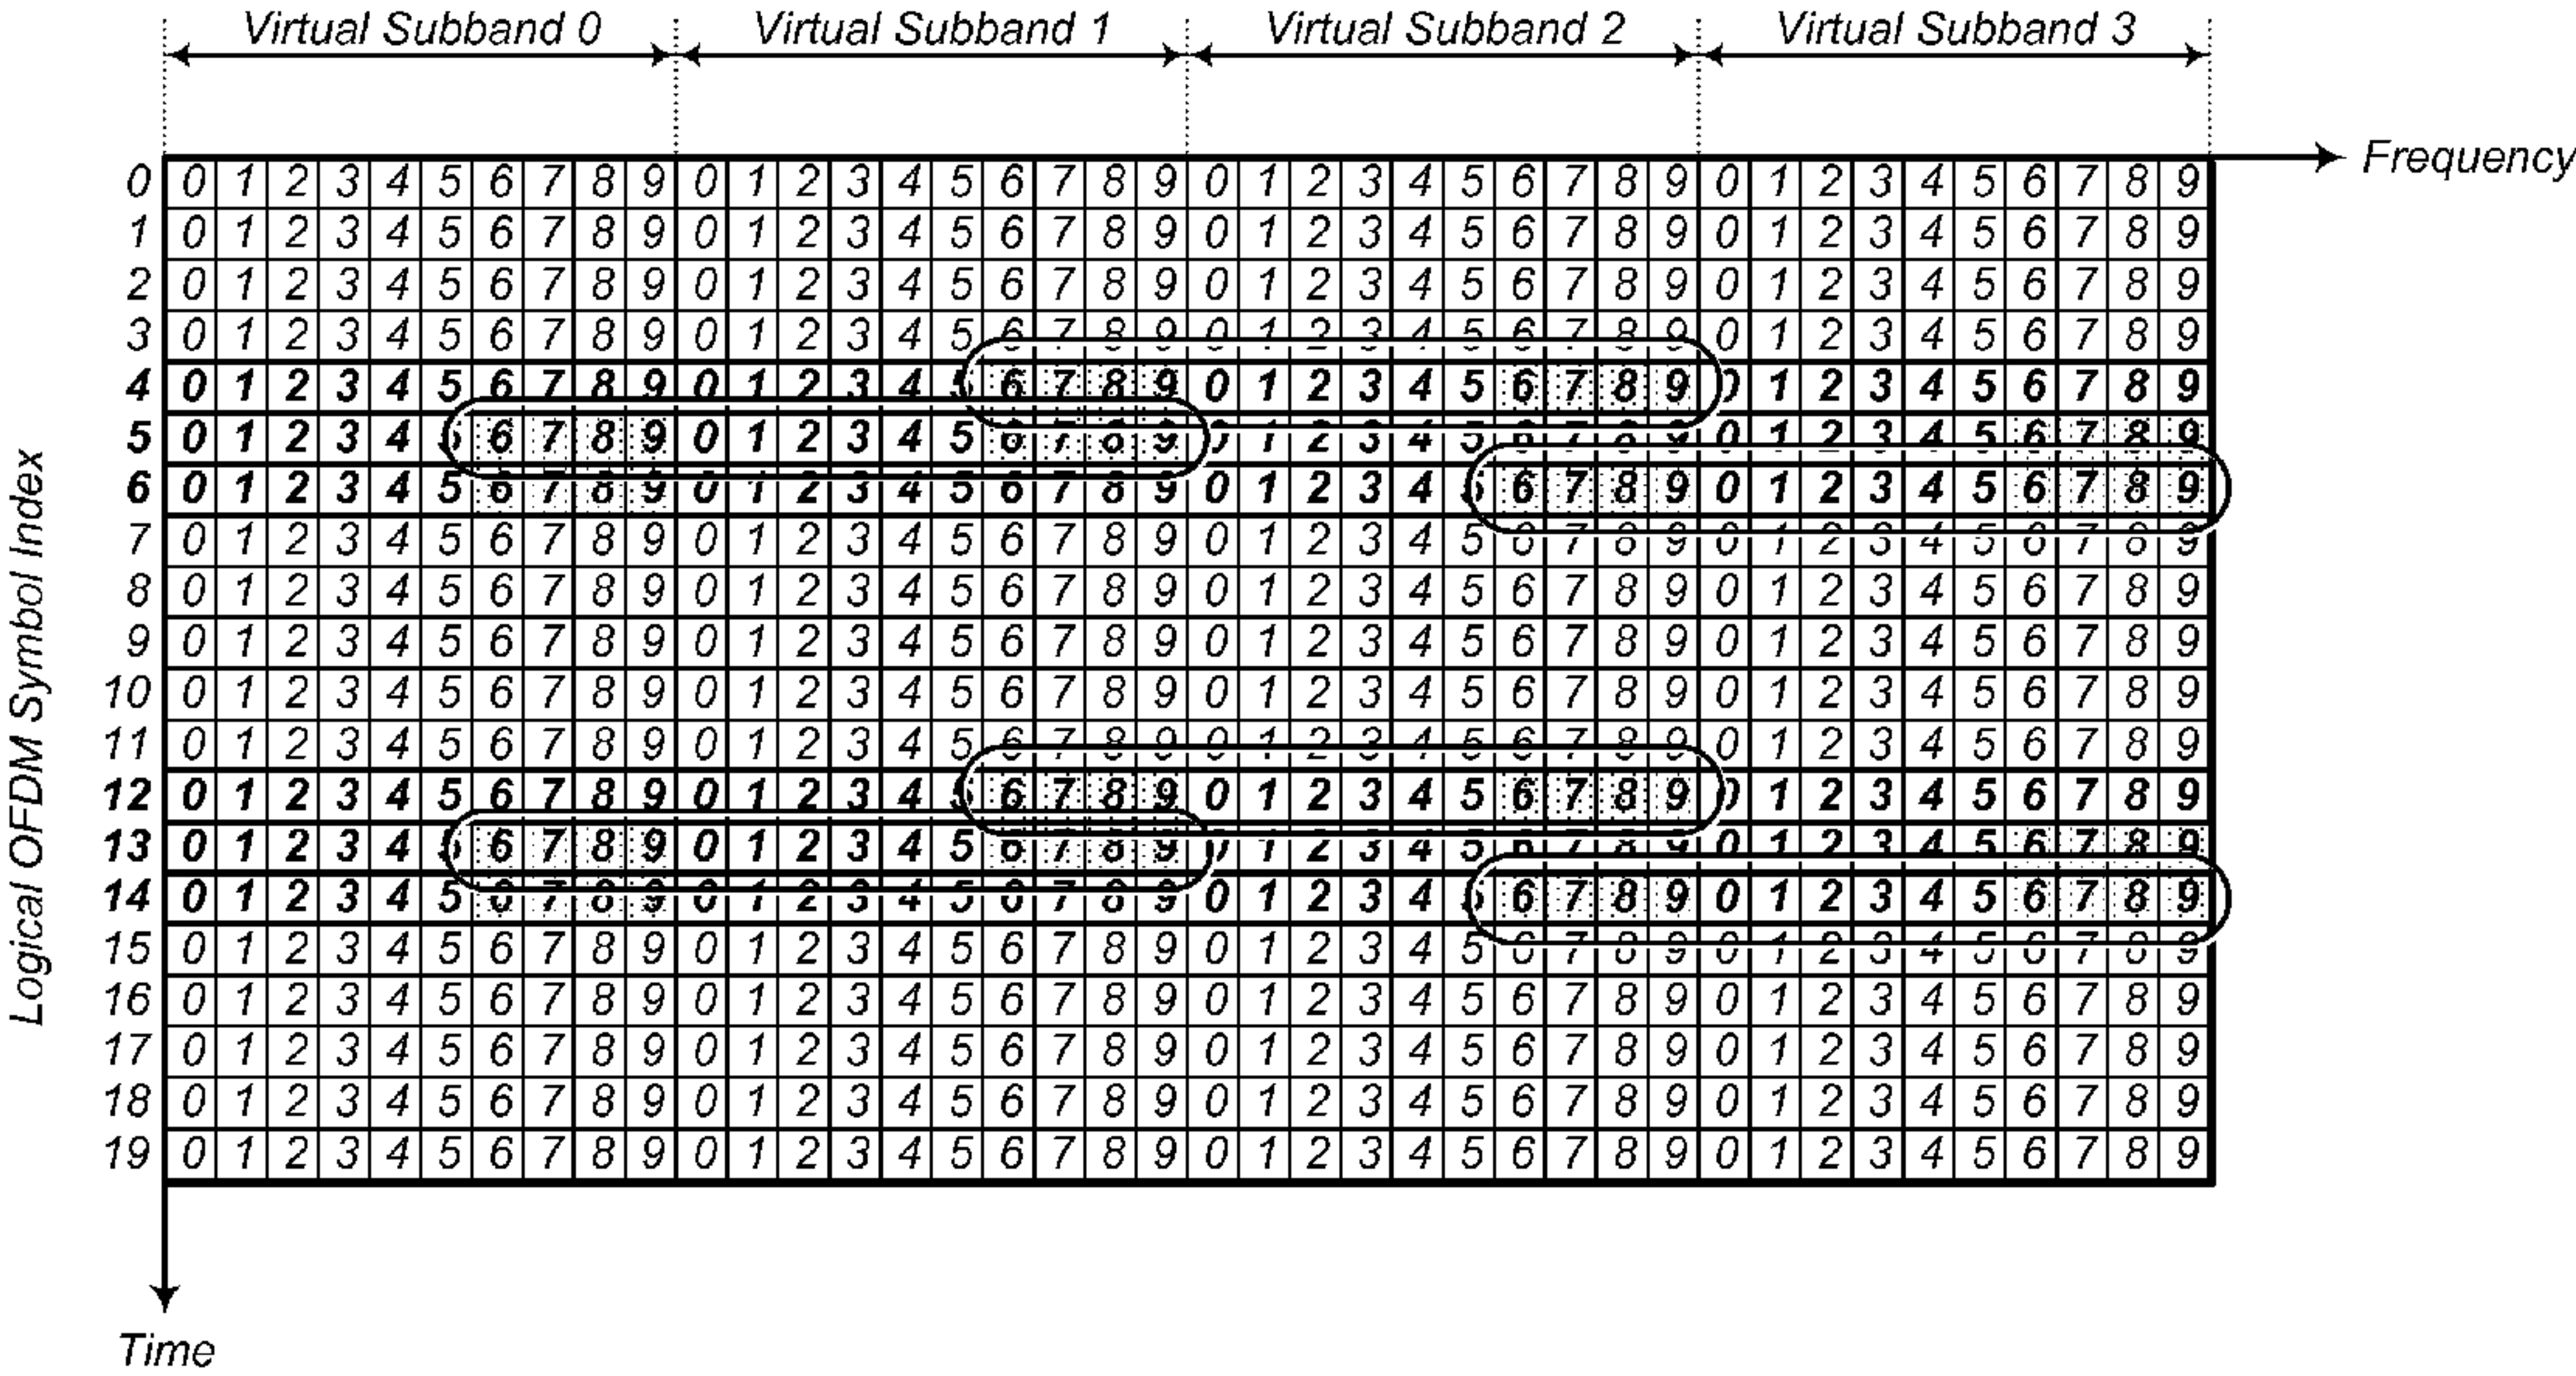 Virtual Subband 0 Virtual Subband 1 Virtual Subband 2 Virtual Subband 3
Frequency
0 0 1 2 3 4 5 6 7 8 9 0 1 2 3 4 5 6 7 8 9 0 1 2 3 4 5 6 7 8 9 0 1 2 3 4 5 6 7 8 9
1 0 1 2 3 4 5 6 7 8 9 0 1 2 3 4 5 6 7 8 9 0 1 2 3 4 5 6 7 8 9 0 1 2 3 4 5 6 7 8 9
2 0 1 2 3 4 5 6 7 8 9 0 1 2 3 4 5 6 7 8 9 0 1 2 3 4 5 6 7 8 9 0 1 2 3 4 5 6 7 8 9
3 0 1 2 3 4 5 6 7 8 9 0 1 2 3 4 5 6 7 8 9 0 1 2 3 4 5 6 7 8 9 0 1 2 3 4 5 6 7 8 9
4 0 1 2 3 4 5 6 7 8 9 0 1 2 3 4 5 6 7 8 9 0 1 2 3 4 5 6 7 8 9 0 1 2 3 4 5 6 7 8 9
5 0 1 2 3 4 5 6 7 8 9 0 1 2 3 4 5 6 7 8 9 0 1 2 3 4 5 6 7 8 9 0 1 2 3 4 5 6 7 8 9
6 0 1 2 3 4 5 6 7 8 9 0 1 2 3 4 5 6 7 8 9 0 1 2 3 4 5 6 7 8 9 0 1 2 3 4 5 6 7 8 9
7 0 1 2 3 4 5 6 7 8 9 0 1 2 3 4 5 6 7 8 9 0 1 2 3 4 5 6 7 8 9 0 1 2 3 4 5 6 7 8 9
8 0 1 2 3 4 5 6 7 8 9 0 1 2 3 4 5 6 7 8 9 0 1 2 3 4 5 6 7 8 9 0 1 2 3 4 5 6 7 8 9
9 0 1 2 3 4 5 6 7 8 9 0 1 2 3 4 5 6 7 8 9 0 1 2 3 4 5 6 7 8 9 0 1 2 3 4 5 6 7 8 9
10 0 1 2 3 4 5 6 7 8 9 0 1 2 3 4 5 6 7 8 9 0 1 2 3 4 5 6 7 8 9 0 1 2 3 4 5 6 7 8 9
11 0 1 2 3 4 5 6 7 8 9 0 1 2 3 4 5 6 7 8 9 0 1 2 3 4 5 6 7 8 9 0 1 2 3 4 5 6 7 8 9
12 0 1 2 3 4 5 6 7 8 9 0 1 2 3 4 5 6 7 8 9 0 1 2 3 4 5 6 7 8 9 0 1 2 3 4 5 6 7 8 9
13 0 1 2 3 4 5 6 7 8 9 0 1 2 3 4 5 6 7 8 9 0 1 2 3 4 5 6 7 8 9 0 1 2 3 4 5 6 7 8 9
14 0 1 2 3 4 5 6 7 8 9 0 1 2 3 4 5 6 7 8 9 0 1 2 3 4 5 6 7 8 9 0 1 2 3 4 5 6 7 8 9
15 0 1 2 3 4 5 6 7 8 9 0 1 2 3 4 5 6 7 8 9 0 1 2 3 4 5 6 7 8 9 0 1 2 3 4 5 6 7 8 9
16 0 1 2 3 4 5 6 7 8 9 0 1 2 3 4 5 6 7 8 9 0 1 2 3 4 5 6 7 8 9 0 1 2 3 4 5 6 7 8 9
17 0 1 2 3 4 5 6 7 8 9 0 1 2 3 4 5 6 7 8 9 0 1 2 3 4 5 6 7 8 9 0 1 2 3 4 5 6 7 8 9
18 0 1 2 3 4 5 6 7 8 9 0 1 2 3 4 5 6 7 8 9 0 1 2 3 4 5 6 7 8 9 0 1 2 3 4 5 6 7 8 9
19 0 1 2 3 4 5 6 7 8 9 0 1 2 3 4 5 6 7 8 9 0 1 2 3 4 5 6 7 8 9 0 1 2 3 4 5 6 7 8 9
Logical OFDM Symbol Index
Time